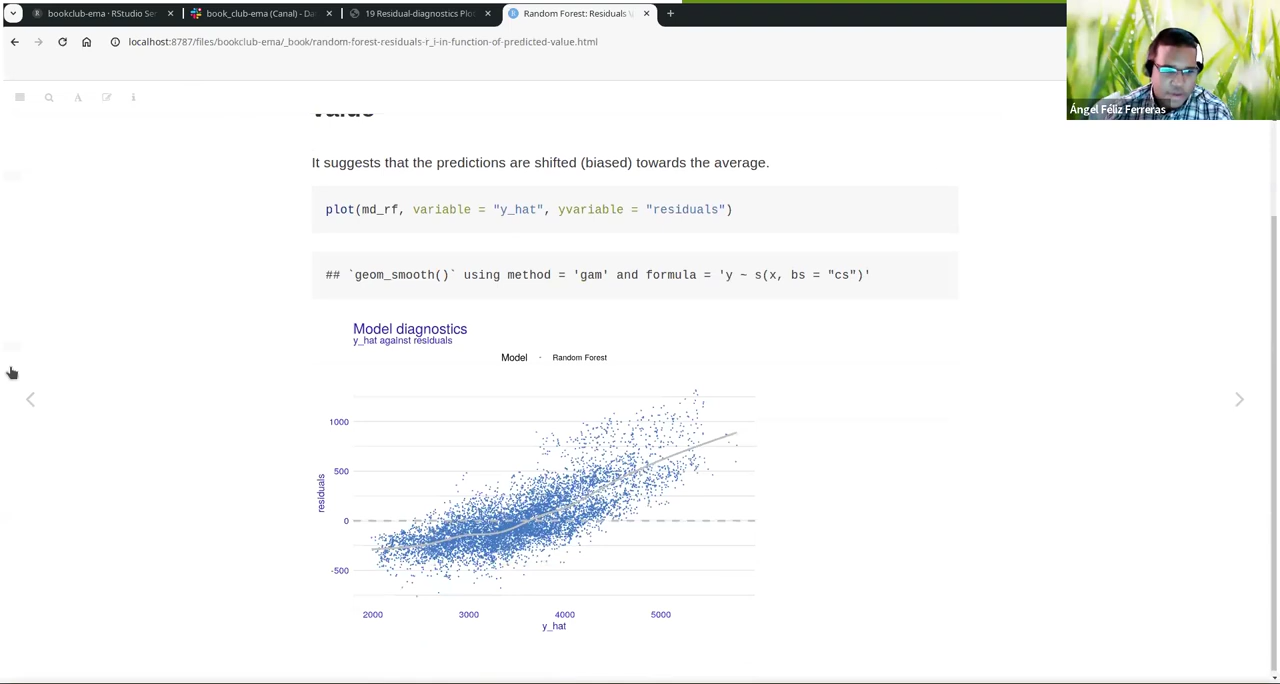 bookclub-ema · RStudio Ser
book_club-ema (Canal) - Da
19 Residual-diagnostics Plot
Random Forest: Residuals
localhost:8787/files/bookclub-ema/_book/random-forest-residuals-r_i-in-function-of-predicted-value.html
Ángel Féliz Ferreras
value
It suggests that the predictions are shifted (biased) towards the average.
plot(md_rf, variable = "y_hat", yvariable = "residuals")
## `geom_smooth()` using method = 'gam' and formula = 'y ~ s(x, bs = "cs")'
Model diagnostics
y_hat against residuals
Model Random Forest
1000
500
0
-500
residuals
2000 3000 4000 5000
y_hat